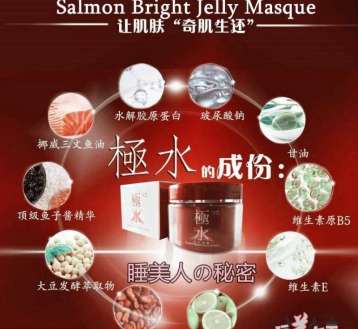 Salmon Bright Jelly Masque
让肌肤“奇肌生还”
水解胶原蛋白
玻尿酸钠
挪威三文鱼油
甘油
極水的成份:
顶级鱼子酱精华
维生素原B5
極水
極水
睡美人の秘密
大豆发酵萃取物
维生素E